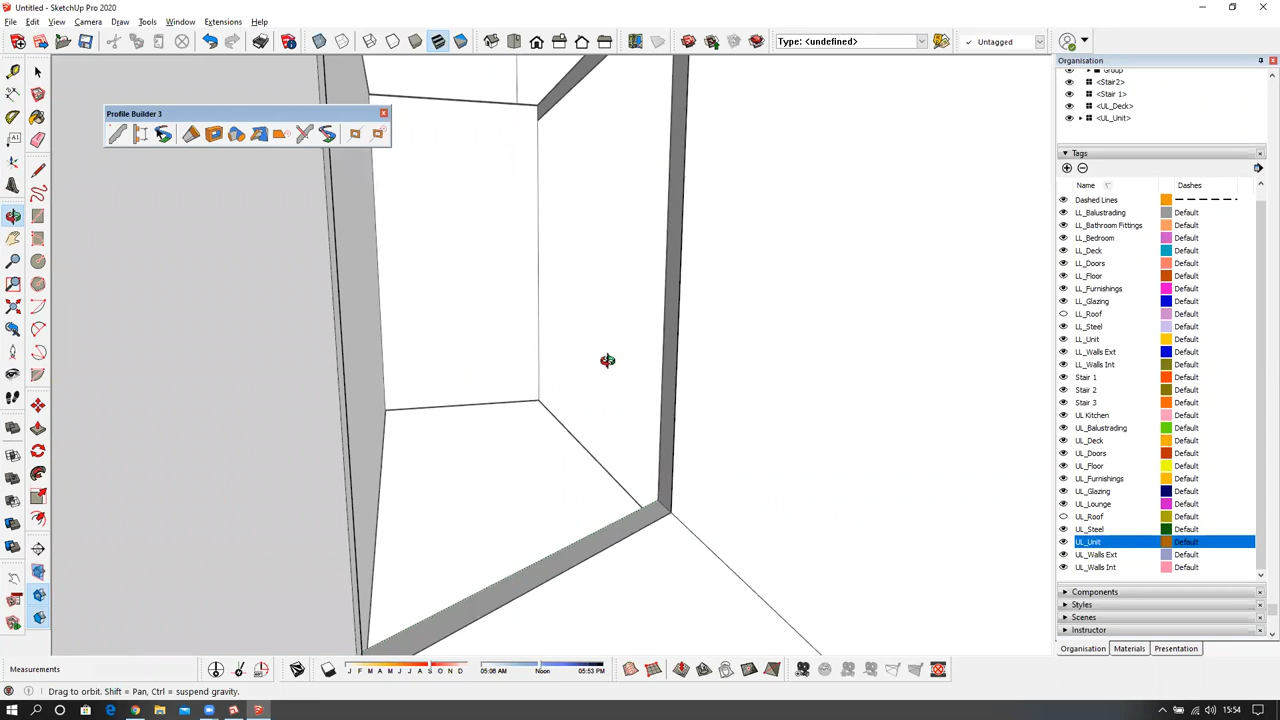 Untitled - SketchUp Pro 2020
File Edit View Camera Draw Tools Window Extensions Help
Type: <undefined>
Untagged
Profile Builder 3
Organisation
Group
<Stair2>
<Stair 1>
<UL_Deck>
<UL_Unit>
Tags
Name Dashes
Dashed Lines
LL_Balustrading Default
LL_Bathroom Fittings Default
LL_Bedroom Default
LL_Deck Default
LL_Doors Default
LL_Floor Default
LL_Furnishings Default
LL_Glazing Default
LL_Roof Default
LL_Steel Default
LL_Unit Default
LL_Walls Ext Default
LL_Walls Int Default
Stair 1 Default
Stair 2 Default
Stair 3 Default
UL Kitchen Default
UL_Balustrading Default
UL_Deck Default
UL_Doors Default
UL_Floor Default
UL_Furnishings Default
UL_Glazing Default
UL_Lounge Default
UL_Roof Default
UL_Steel Default
UL_Unit Default
UL_Walls Ext Default
UL_Walls Int Default
Components
Styles
Scenes
Instructor
Organisation Materials Presentation
Measurements
J F M A M J J A S O N D
05:06 AM Noon 05:53 PM
Drag to orbit. Shift = Pan, Ctrl = suspend gravity.
15:54